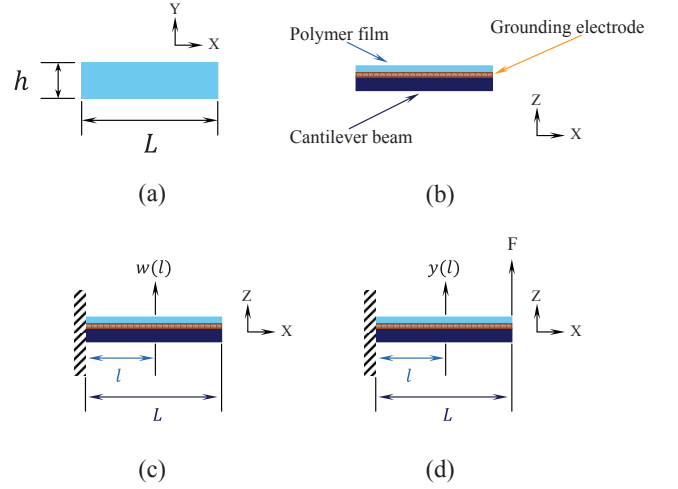 Y
X
h
L
(a)
Polymer film
Grounding electrode
Cantilever beam
Z
X
(b)
w(l)
Z
X
l
L
(c)
y(l)
F
Z
X
l
L
(d)